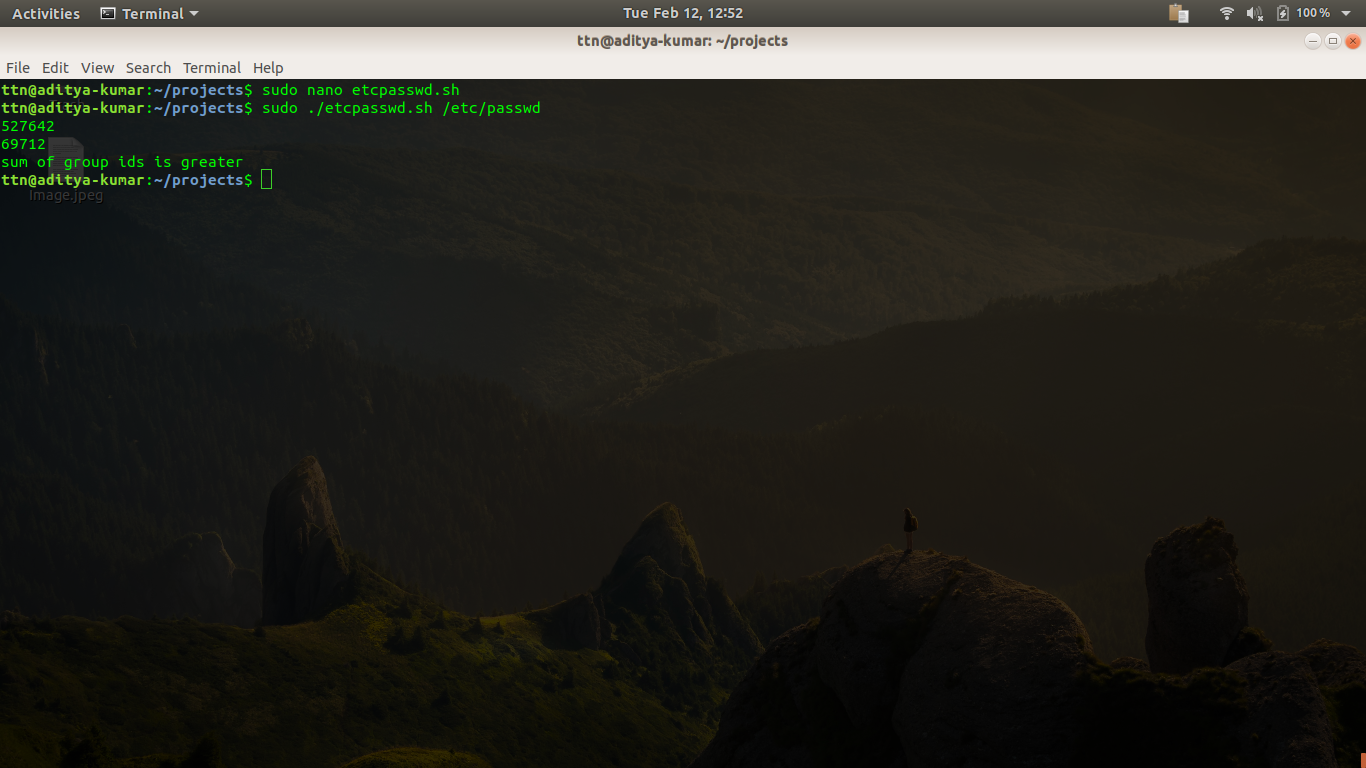 Activities Terminal Tue Feb 12, 12:52 100 %
ttn@aditya-kumar: ~/projects
File Edit View Search Terminal Help
ttn@aditya-kumar:~/projects$ sudo nano etcpasswd.sh
ttn@aditya-kumar:~/projects$ sudo ./etcpasswd.sh /etc/passwd
527642
69712
sum of group ids is greater
ttn@aditya-kumar:~/projects$
Image.jpeg